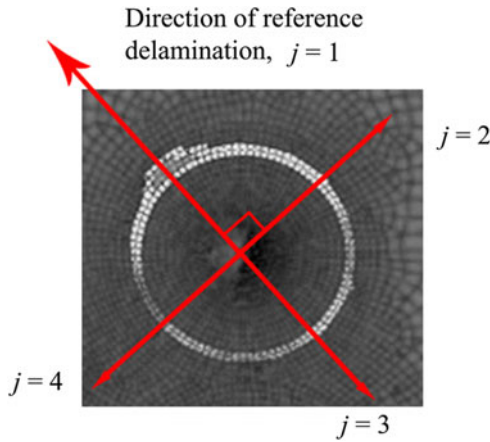 Direction of reference
delamination, j = 1
j = 2
j = 4
j = 3